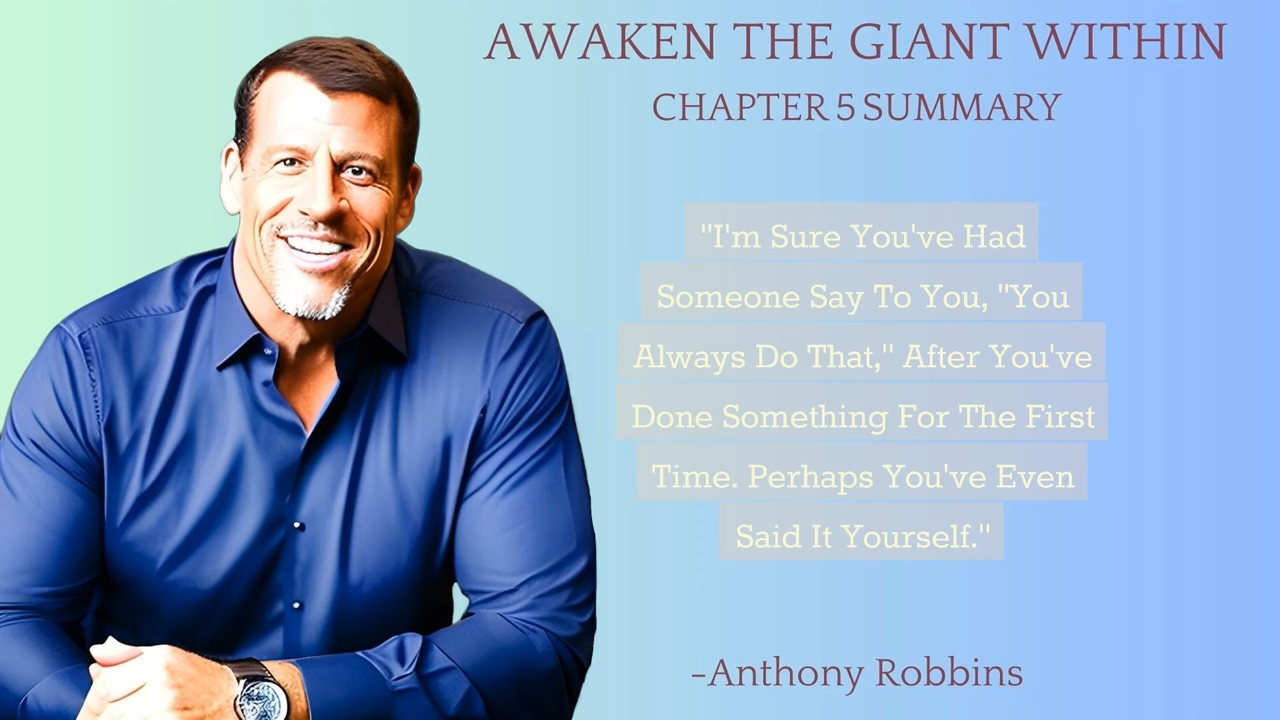 AWAKEN THE GIANT WITHIN
CHAPTER 5 SUMMARY
"I'm Sure You've Had
Someone Say To You, "You
Always Do That," After You've
Done Something For The First
Time. Perhaps You've Even
Said It Yourself."
-Anthony Robbins